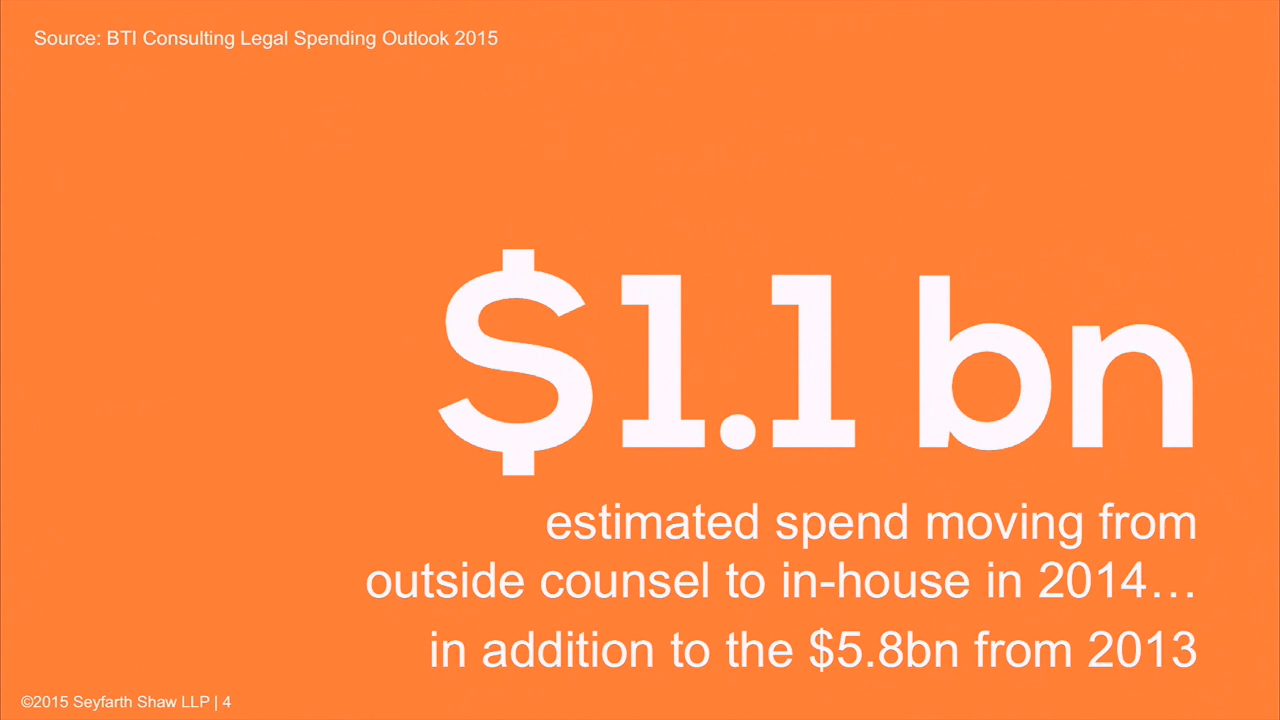 Source: BTI Consulting Legal Spending Outlook 2015
$1.1 bn
estimated spend moving from
outside counsel to in-house in 2014…
in addition to the $5.8bn from 2013
©2015 Seyfarth Shaw LLP | 4